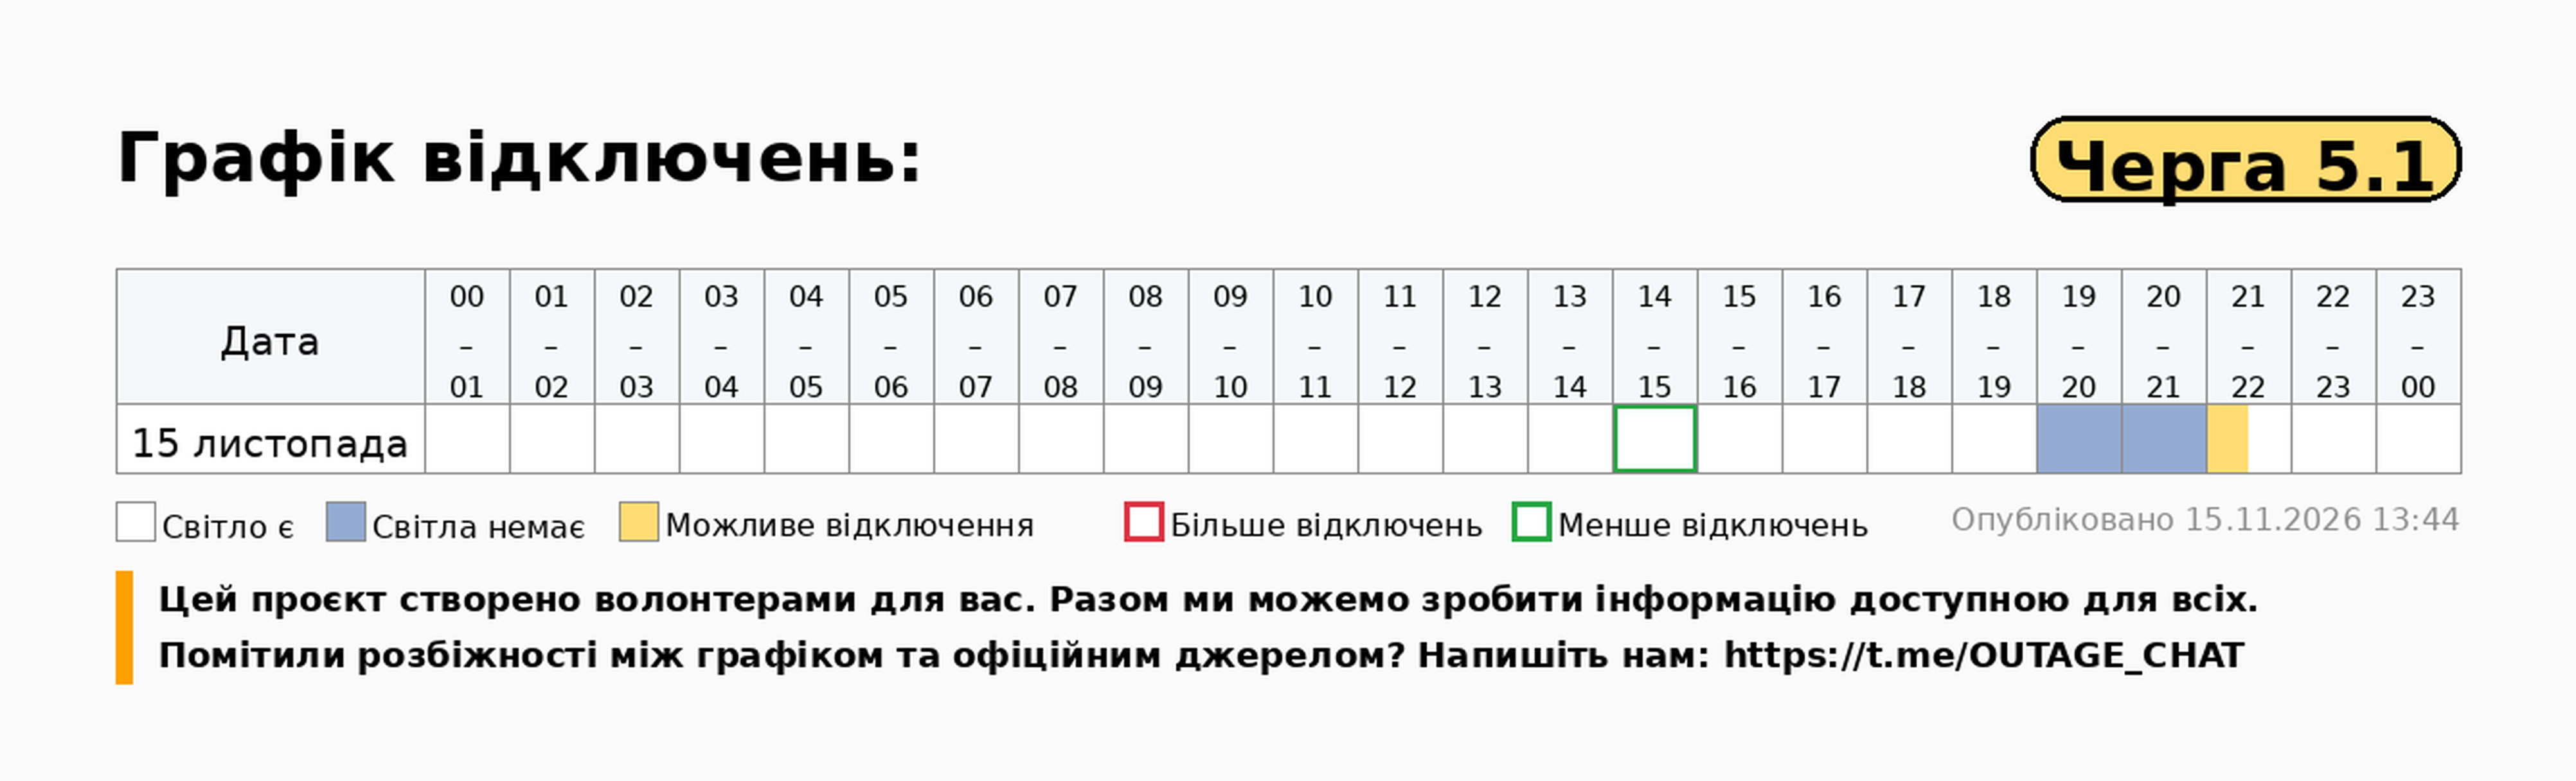 Графік відключень:
Черга 5.1
Дата 00 – 01 01 – 02 02 – 03 03 – 04 04 – 05 05 – 06 06 – 07 07 – 08 08 – 09 09 – 10 10 – 11 11 – 12 12 – 13 13 – 14 14 – 15 15 – 16 16 – 17 17 – 18 18 – 19 19 – 20 20 – 21 21 – 22 22 – 23 23 – 00
15 листопада
Світло є Світла немає Можливе відключення Більше відключень Менше відключень Опубліковано 15.11.2026 13:44
Цей проєкт створено волонтерами для вас. Разом ми можемо зробити інформацію доступною для всіх.
Помітили розбіжності між графіком та офіційним джерелом? Напишіть нам: https://t.me/OUTAGE_CHAT